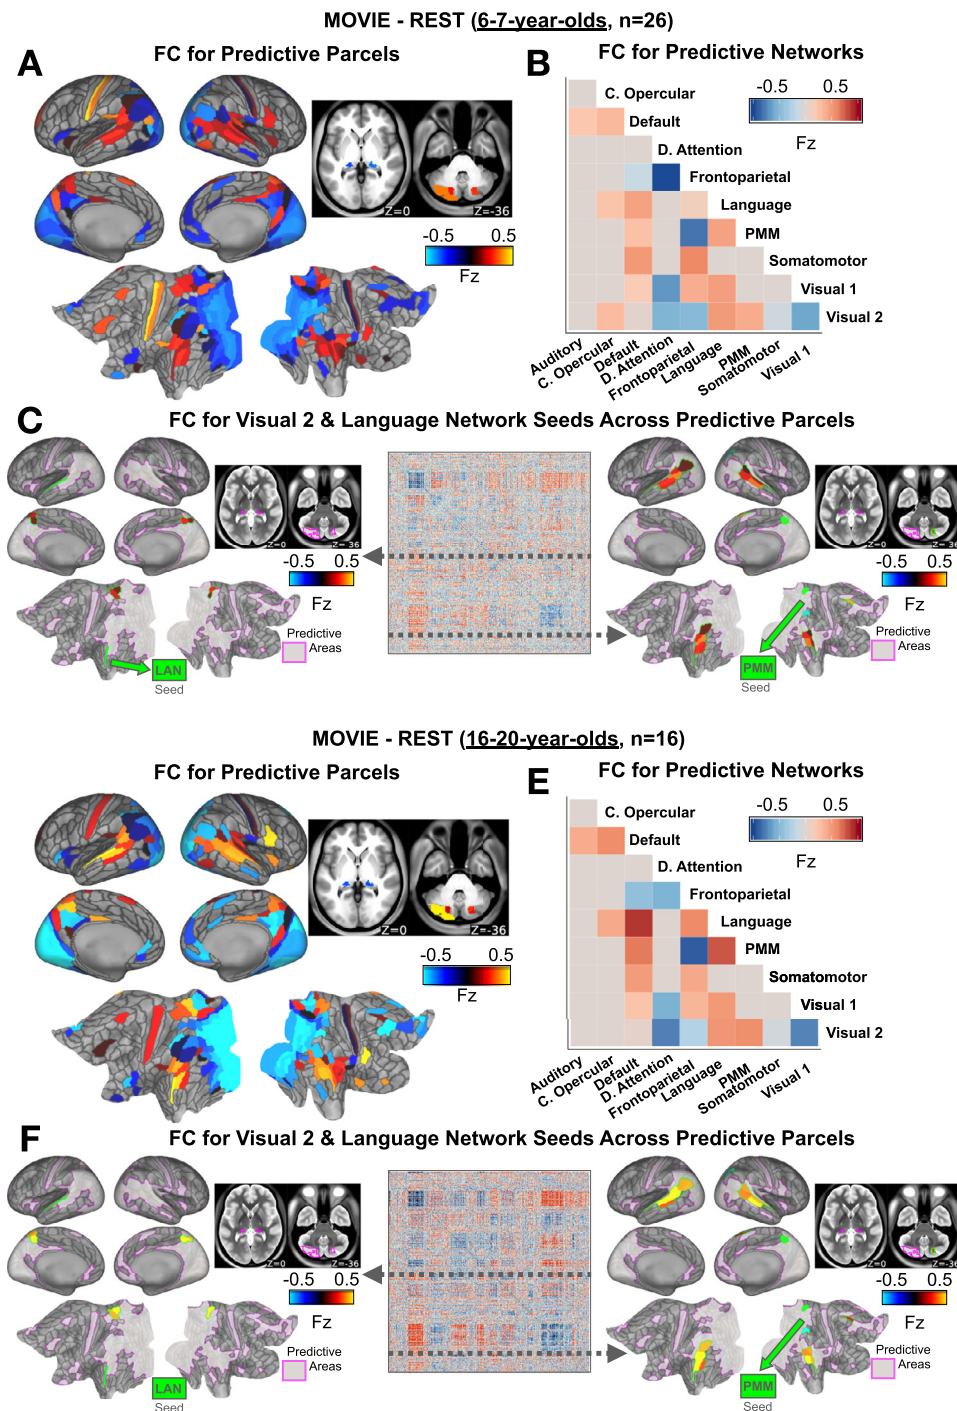 MOVIE - REST (6-7-year-olds, n=26)
A
FC for Predictive Parcels
Z=0
Z=-36
-0.5 0.5
Fz
B
FC for Predictive Networks
-0.5 0.5
Fz
C. Opercular
Default
D. Attention
Frontoparietal
Language
PMM
Somatomotor
Visual 1
Visual 2
Auditory
C. Opercular
Default
D. Attention
Frontoparietal
Language
PMM
Somatomotor
Visual 1
C
FC for Visual 2 & Language Network Seeds Across Predictive Parcels
Z=0
Z=-36
-0.5 0.5
Fz
Predictive
Areas
LAN
Seed
Z=0
Z=-36
-0.5 0.5
Fz
Predictive
Areas
PMM
Seed
MOVIE - REST (16-20-year-olds, n=16)
FC for Predictive Parcels
Z=0
Z=-36
-0.5 0.5
Fz
E
FC for Predictive Networks
-0.5 0.5
Fz
C. Opercular
Default
D. Attention
Frontoparietal
Language
PMM
Somatomotor
Visual 1
Visual 2
Auditory
C. Opercular
Default
D. Attention
Frontoparietal
Language
PMM
Somatomotor
Visual 1
F
FC for Visual 2 & Language Network Seeds Across Predictive Parcels
Z=0
Z=-36
-0.5 0.5
Fz
Predictive
Areas
LAN
Seed
Z=0
Z=-36
-0.5 0.5
Fz
Predictive
Areas
PMM
Seed